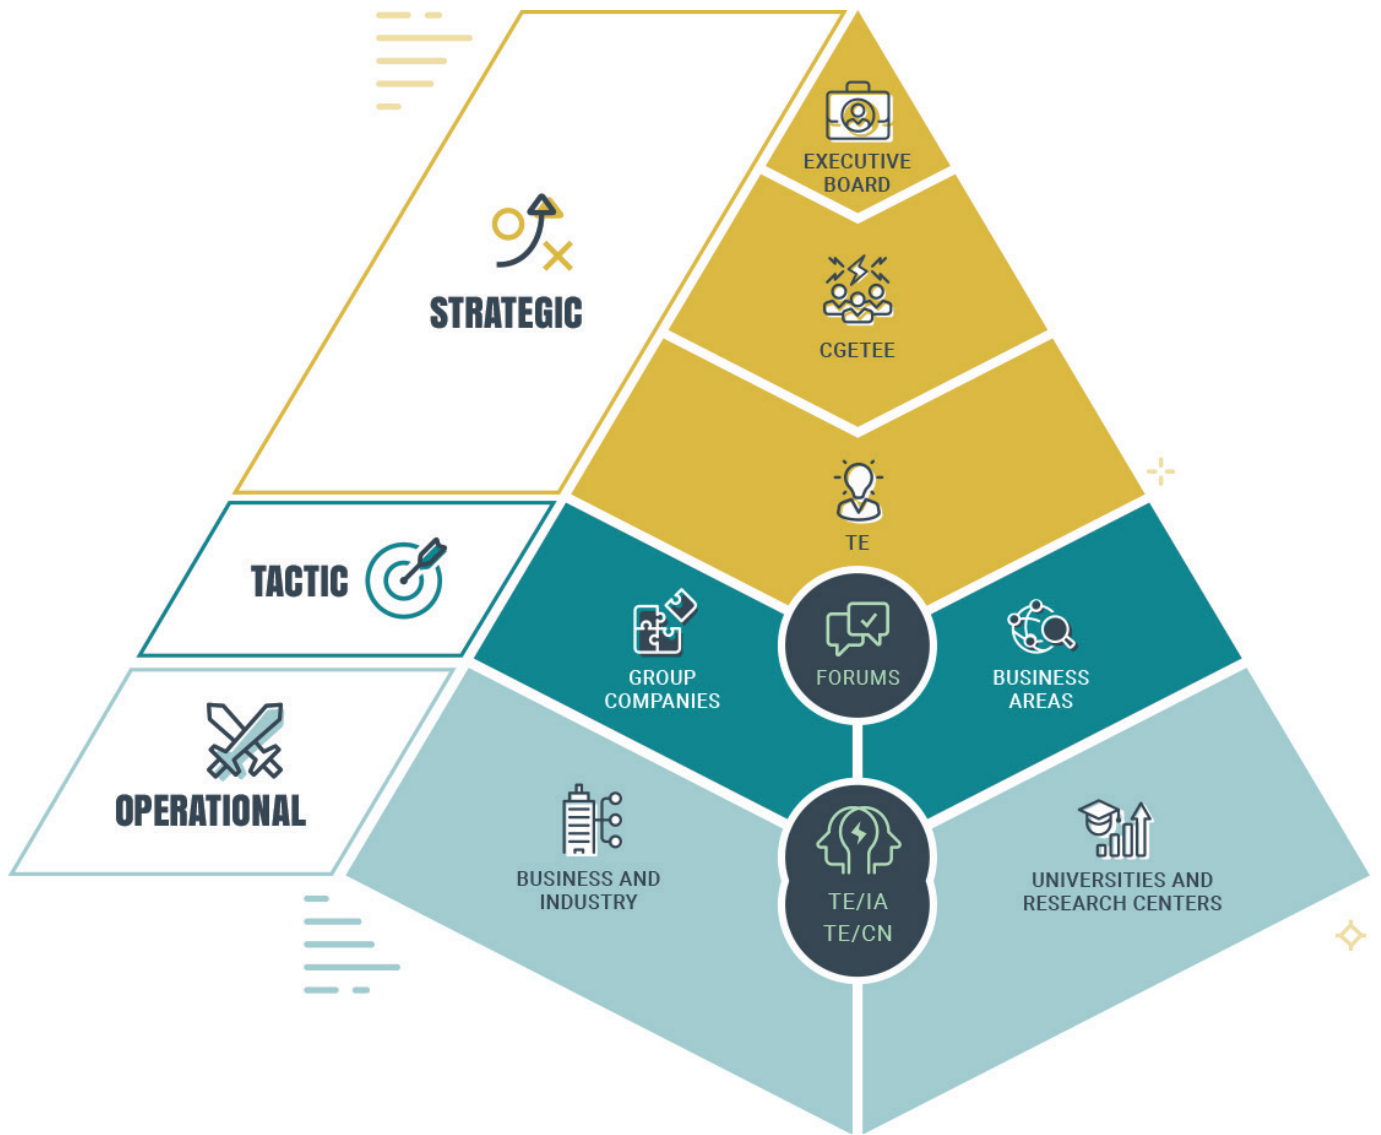 EXECUTIVE
BOARD
STRATEGIC
CGETEE
TE
TACTIC
GROUP
COMPANIES
FORUMS
BUSINESS
AREAS
OPERATIONAL
BUSINESS AND
INDUSTRY
TE/IA
TE/CN
UNIVERSITIES AND
RESEARCH CENTERS